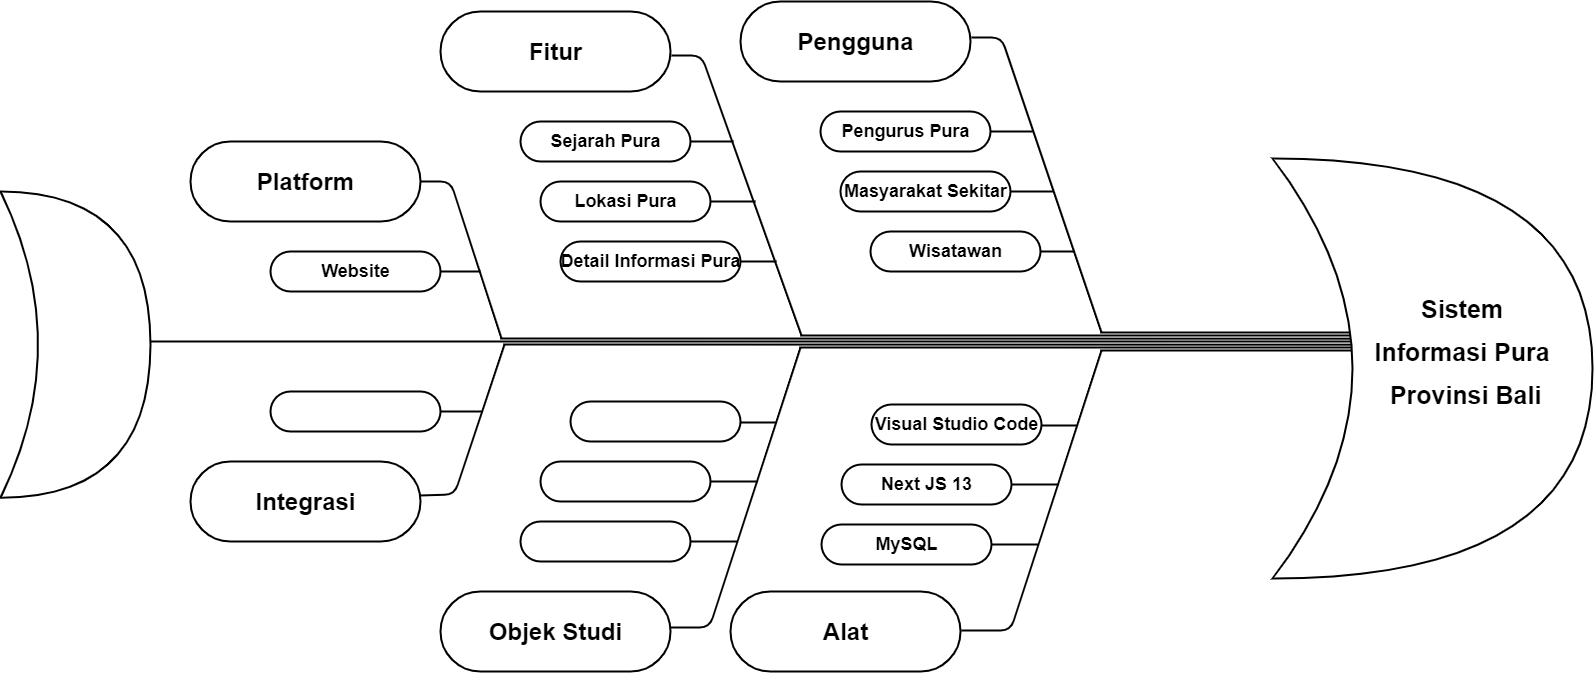 Pengguna
Fitur
Pengurus Pura
Sejarah Pura
Platform
Masyarakat Sekitar
Lokasi Pura
Wisatawan
Detail Informasi Pura
Website
Sistem
Informasi Pura
Provinsi Bali
Visual Studio Code
Next JS 13
Integrasi
MySQL
Objek Studi
Alat